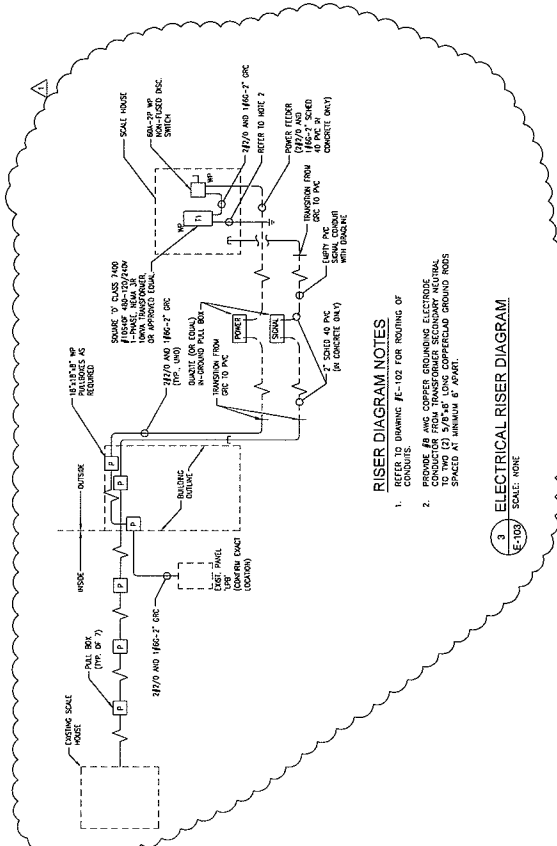 1
SCALE HOUSE
60A-2P WP
NON-FUSED DISC.
SWITCH
2#2/0 AND 1#6G-2" GRC
REFER TO NOTE 2
POWER FEEDER
(2#2/0 AND
1#6G-2" SCHED
40 PVC IN
CONCRETE ONLY)
TRANSITION FROM
GRC TO PVC
EMPTY PVC
SIGNAL CONDUIT
WITH DRAGLINE
WP
WP
T1
SQUARE 'D' CLASS 7400
480-120/240V
1-PHASE, NEMA 3R
10KVA TRANSFORMER,
OR APPROVED EQUAL
2#2/0 AND 1#6G-2" GRC
(TYP., UNO)
QUAZITE (OR EQUAL)
IN-GROUND PULL BOX
TRANSITION FROM
GRC TO PVC
POWER
SIGNAL
2" SCHED 40 PVC
(IN CONCRETE ONLY)
18"x18"x8" WP
PULLBOXES AS
REQUIRED
OUTSIDE
INSIDE
BUILDING
OUTLINE
P
P
P
P
P
P
EXIST. PANEL
"LPB"
(CONFIRM EXACT
LOCATION)
2#2/0 AND 1#6G-2" GRC
PULL BOX
(TYP. OF 7)
EXISTING SCALE
HOUSE
RISER DIAGRAM NOTES
1. REFER TO DRAWING #E-102 FOR ROUTING OF
CONDUITS.
2. PROVIDE #8 AWG COPPER GROUNDING ELECTRODE
CONDUCTOR FROM TRANSFORMER SECONDARY NEUTRAL
TO TWO (2) 5/8"x8' LONG COPPERCLAD GROUND RODS
SPACED AT MINIMUM 6' APART.
3
E-103
ELECTRICAL RISER DIAGRAM
SCALE: NONE